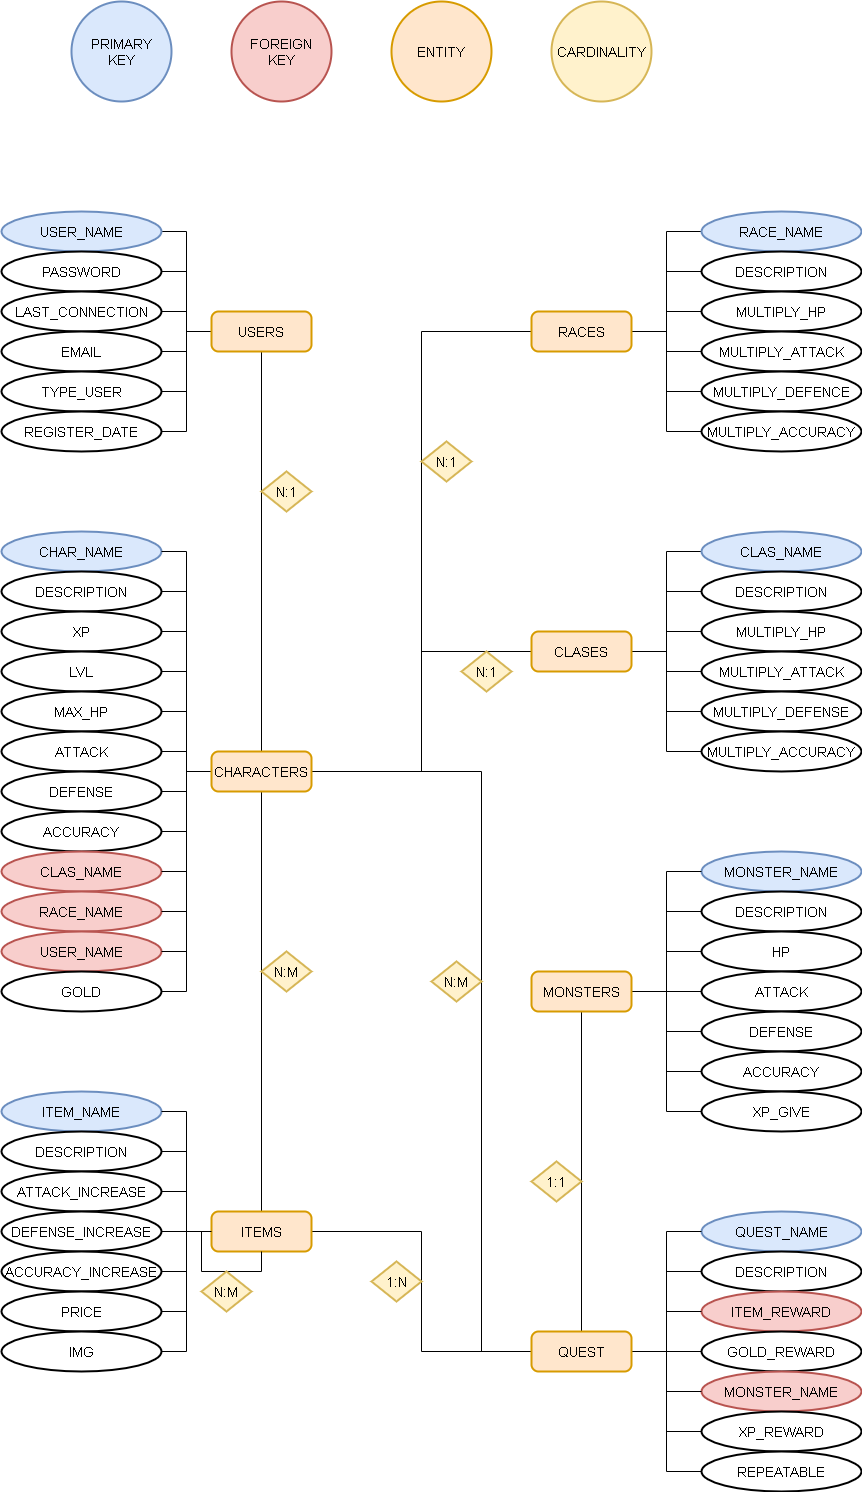 PRIMARY
KEY
FOREIGN
KEY
ENTITY
CARDINALITY
USER_NAME
PASSWORD
LAST_CONNECTION
EMAIL
TYPE_USER
REGISTER_DATE
USERS
RACES
RACE_NAME
DESCRIPTION
MULTIPLY_HP
MULTIPLY_ATTACK
MULTIPLY_DEFENCE
MULTIPLY_ACCURACY
N:1
N:1
CHAR_NAME
DESCRIPTION
XP
LVL
MAX_HP
ATTACK
DEFENSE
ACCURACY
CLAS_NAME
RACE_NAME
USER_NAME
GOLD
CHARACTERS
CLASES
N:1
CLAS_NAME
DESCRIPTION
MULTIPLY_HP
MULTIPLY_ATTACK
MULTIPLY_DEFENSE
MULTIPLY_ACCURACY
N:M
N:M
MONSTERS
MONSTER_NAME
DESCRIPTION
HP
ATTACK
DEFENSE
ACCURACY
XP_GIVE
1:1
ITEM_NAME
DESCRIPTION
ATTACK_INCREASE
DEFENSE_INCREASE
ACCURACY_INCREASE
PRICE
IMG
ITEMS
N:M
1:N
QUEST
QUEST_NAME
DESCRIPTION
ITEM_REWARD
GOLD_REWARD
MONSTER_NAME
XP_REWARD
REPEATABLE